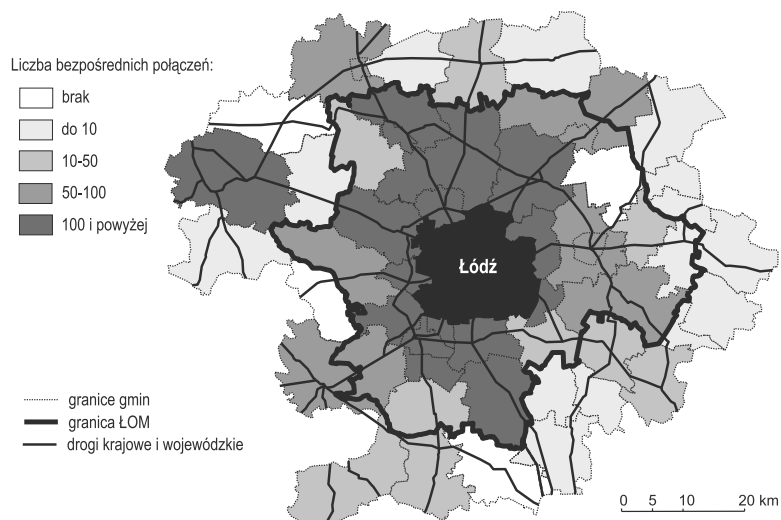 Liczba bezpośrednich połączeń:
brak
do 10
10-50
50-100
100 i powyżej
Łódź
granice gmin
granica ŁOM
drogi krajowe i wojewódzkie
0 5 10 20 km